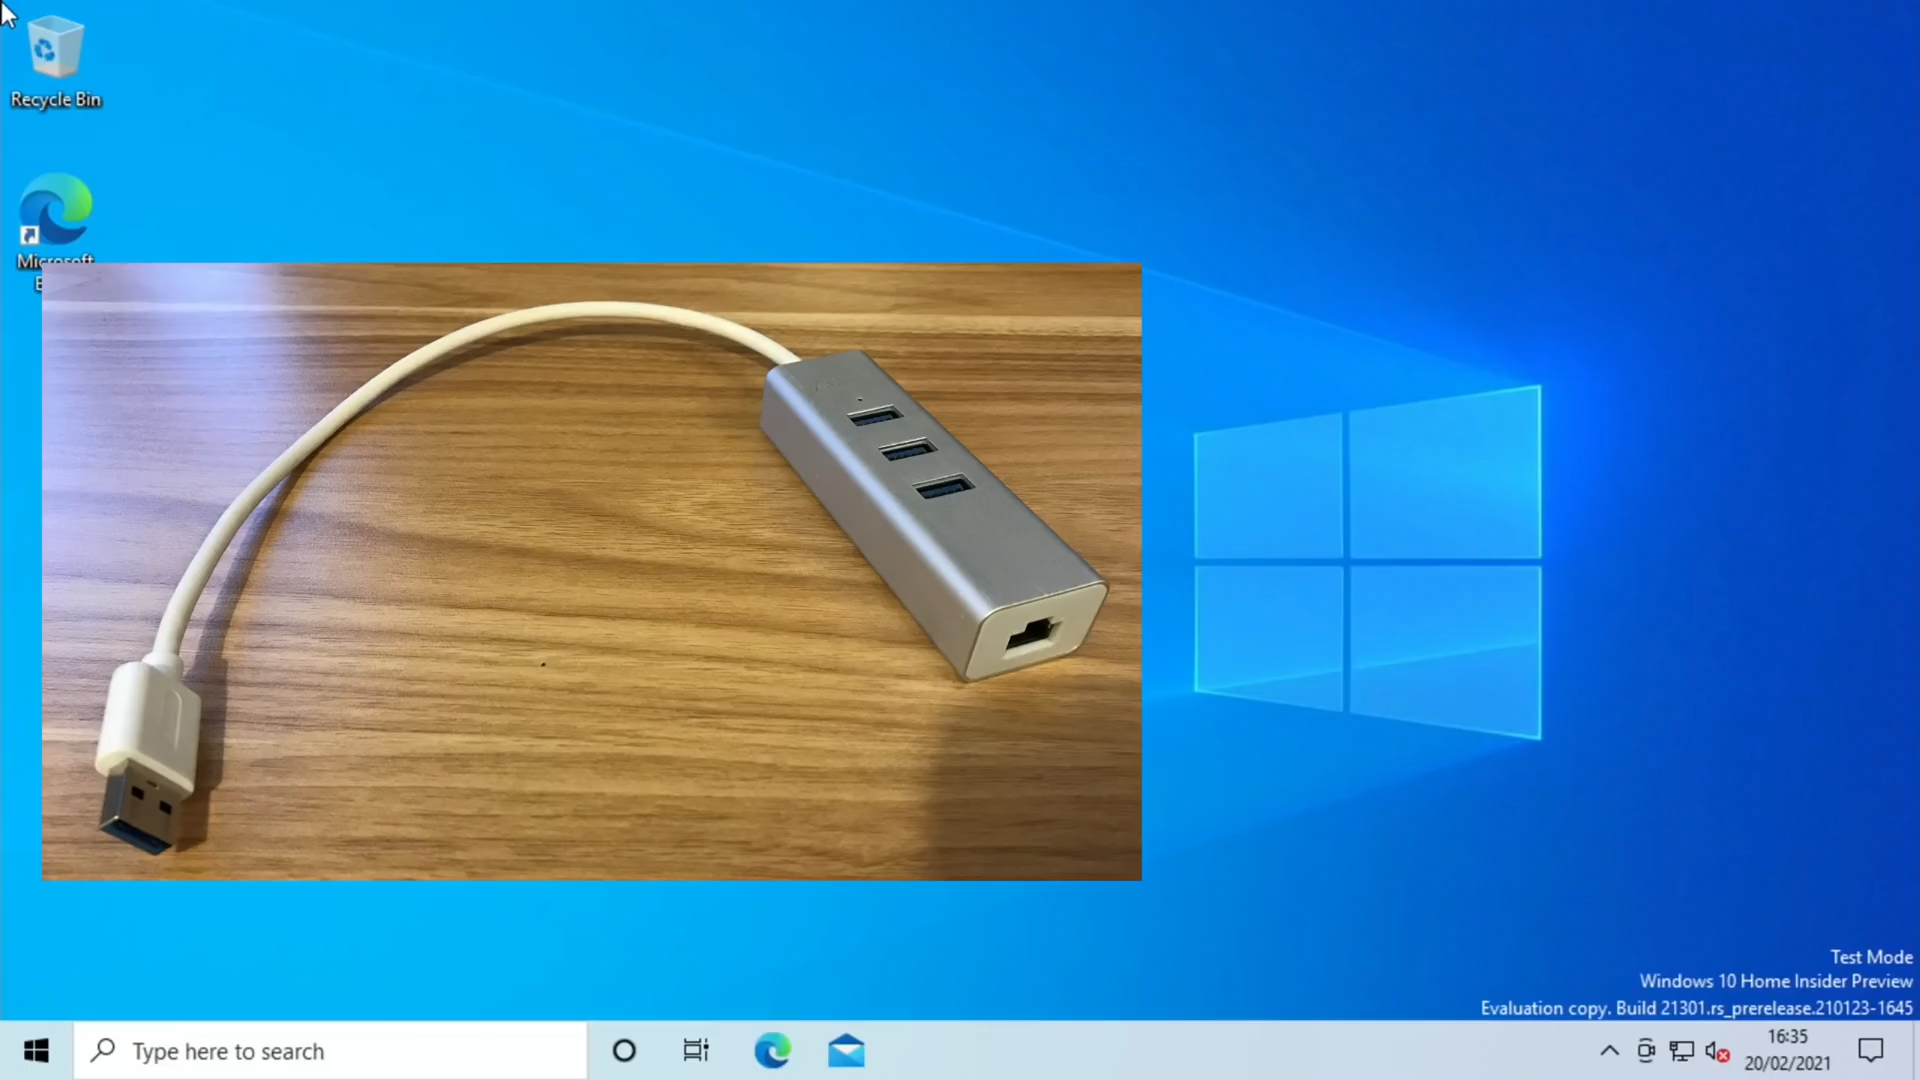 Recycle Bin
Microsoft
Test Mode
Windows 10 Home Insider Preview
Evaluation copy. Build 21301.rs_prerelease.210123-1645
Type here to search
16:35
20/02/2021